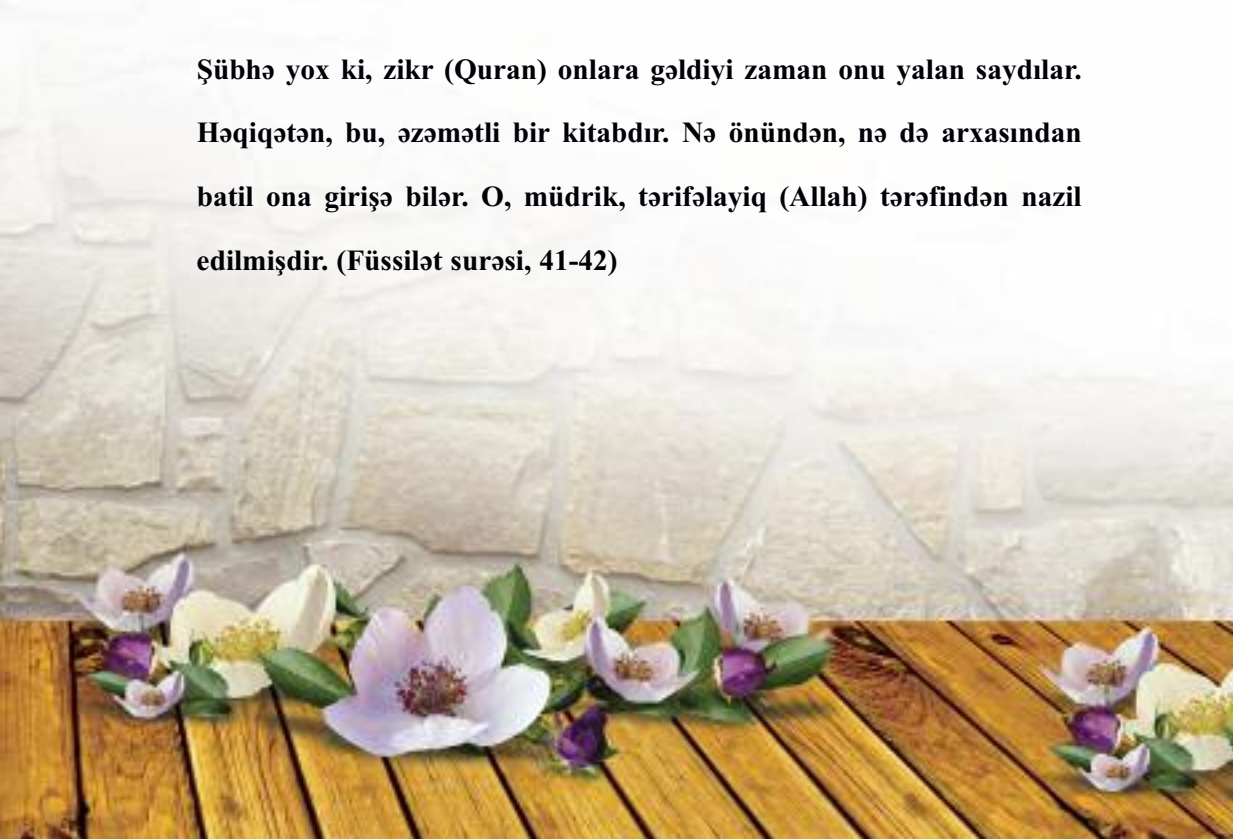 Şübhə yox ki, zikr (Quran) onlara gəldiyi zaman onu yalan saydılar.
Həqiqətən, bu, əzəmətli bir kitabdır. Nə önündən, nə də arxasından
batil ona girişə bilər. O, müdrik, tərifəlayiq (Allah) tərəfindən nazil
edilmişdir. (Füssilət surəsi, 41-42)